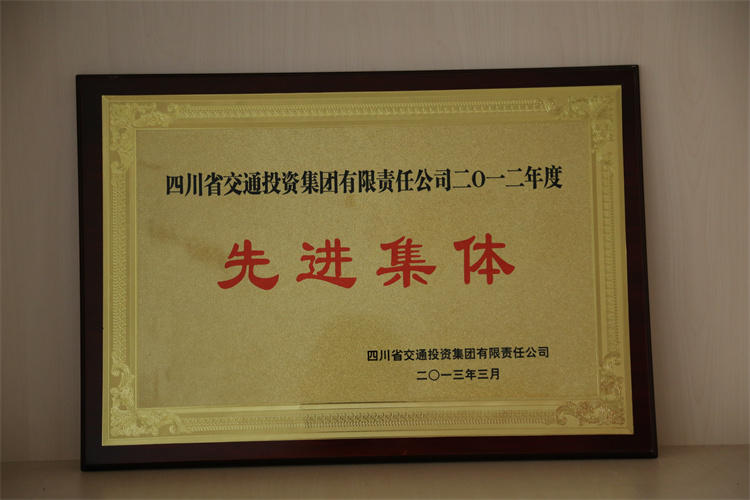 四川省交通投资集团有限责任公司二〇一二年度
先进集体
四川省交通投资集团有限责任公司
二〇一三年三月